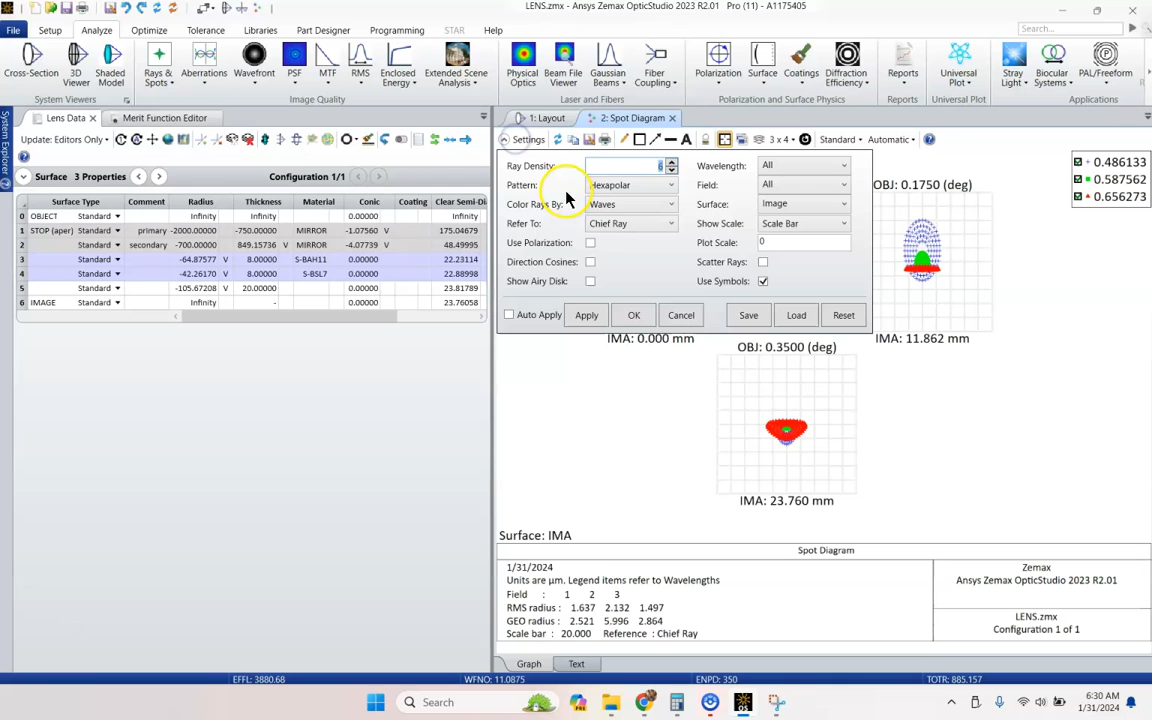 LENS.zmx - Ansys Zemax OpticStudio 2023 R2.01 Pro (11) - A1175405
File Setup Analyze Optimize Tolerance Libraries Part Designer Programming STAR Help Search
Cross-Section 3D Viewer Shaded Model Rays & Spots Aberrations Wavefront PSF MTF RMS Enclosed Energy Extended Scene Analysis Physical Optics Beam File Viewer Gaussian Beams Fiber Coupling Polarization Surface Coatings Diffraction Efficiency Reports Universal Plot Stray Light Biocular Systems PAL/Freeform
System Viewers Image Quality Laser and Fibers Polarization and Surface Physics Reports Universal Plot Applications
System Explorer
Lens Data Merit Function Editor 1: Layout 2: Spot Diagram
Update: Editors Only Settings 3 x 4 Standard Automatic
Surface 3 Properties Configuration 1/1
Surface Type Comment Radius Thickness Material Coating Conic Clear Semi-Di
0 OBJECT Standard Infinity Infinity 0.00000 Infinity
1 STOP (aper) Standard primary -2000.00000 -750.00000 MIRROR -1.07560 175.04679
2 Standard secondary -700.00000 849.15736 V MIRROR -4.07739 V 48.49995
3 Standard -64.87577 V 8.00000 S-BAH11 0.00000 22.23114
4 Standard -42.26170 V 8.00000 S-BSL7 0.00000 22.88998
5 Standard -105.67208 V 20.00000 0.00000 23.81789
6 IMAGE Standard Infinity - 0.00000 23.76058
Ray Density: 6 Wavelength: All
Pattern: Hexapolar Field: All
Color Rays By: Waves Surface: Image
Refer To: Chief Ray Show Scale: Scale Bar
Use Polarization: Plot Scale: 0
Direction Cosines: Scatter Rays:
Show Airy Disk: Use Symbols:
Auto Apply Apply OK Cancel Save Load Reset
0.486133
0.587562
0.656273
OBJ: 0.1750 (deg)
IMA: 0.000 mm
IMA: 11.862 mm
OBJ: 0.3500 (deg)
IMA: 23.760 mm
Surface: IMA
Spot Diagram
1/31/2024
Units are µm. Legend items refer to Wavelengths
Field : 1 2 3
RMS radius : 1.637 2.132 1.497
GEO radius : 2.521 5.996 2.864
Scale bar : 20.000 Reference : Chief Ray
Zemax
Ansys Zemax OpticStudio 2023 R2.01
LENS.zmx
Configuration 1 of 1
Graph Text
EFFL: 3880.68 WFNO: 11.0875 ENPD: 350 TOTR: 885.157
Search
6:30 AM
1/31/2024